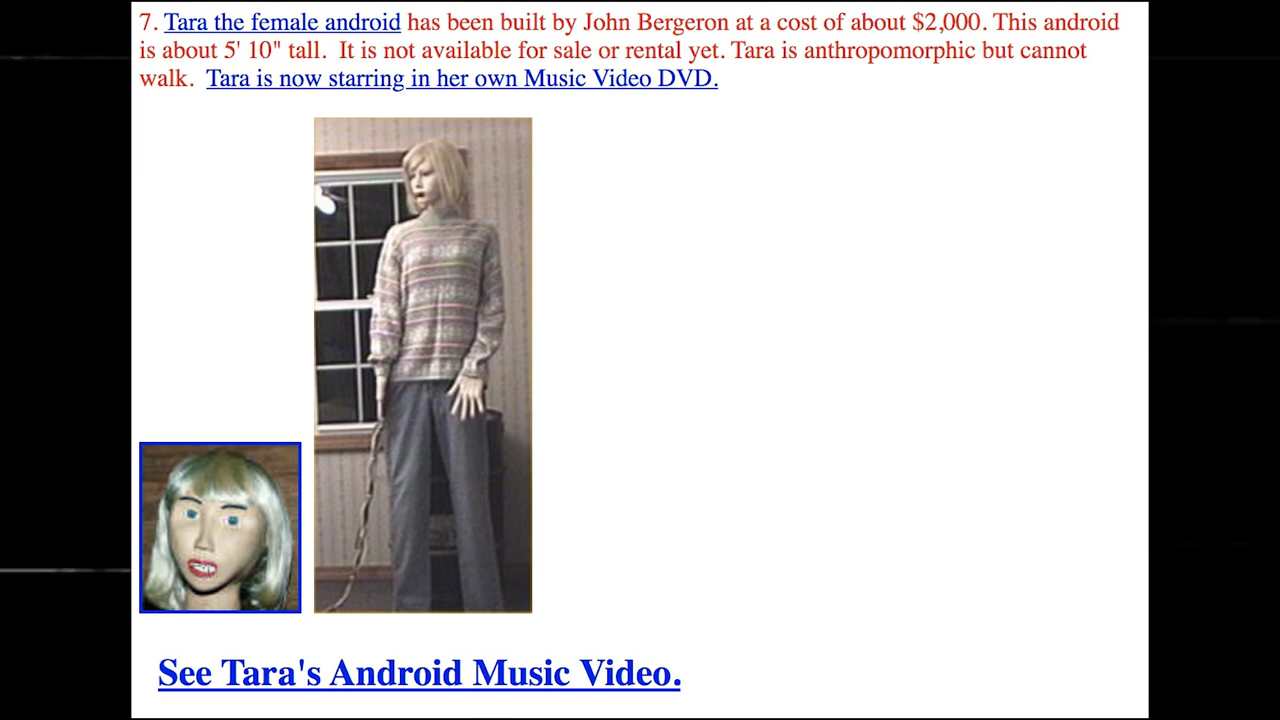 7. Tara the female android has been built by John Bergeron at a cost of about $2,000. This android
is about 5' 10" tall.  It is not available for sale or rental yet. Tara is anthropomorphic but cannot
walk.  Tara is now starring in her own Music Video DVD.
See Tara's Android Music Video.